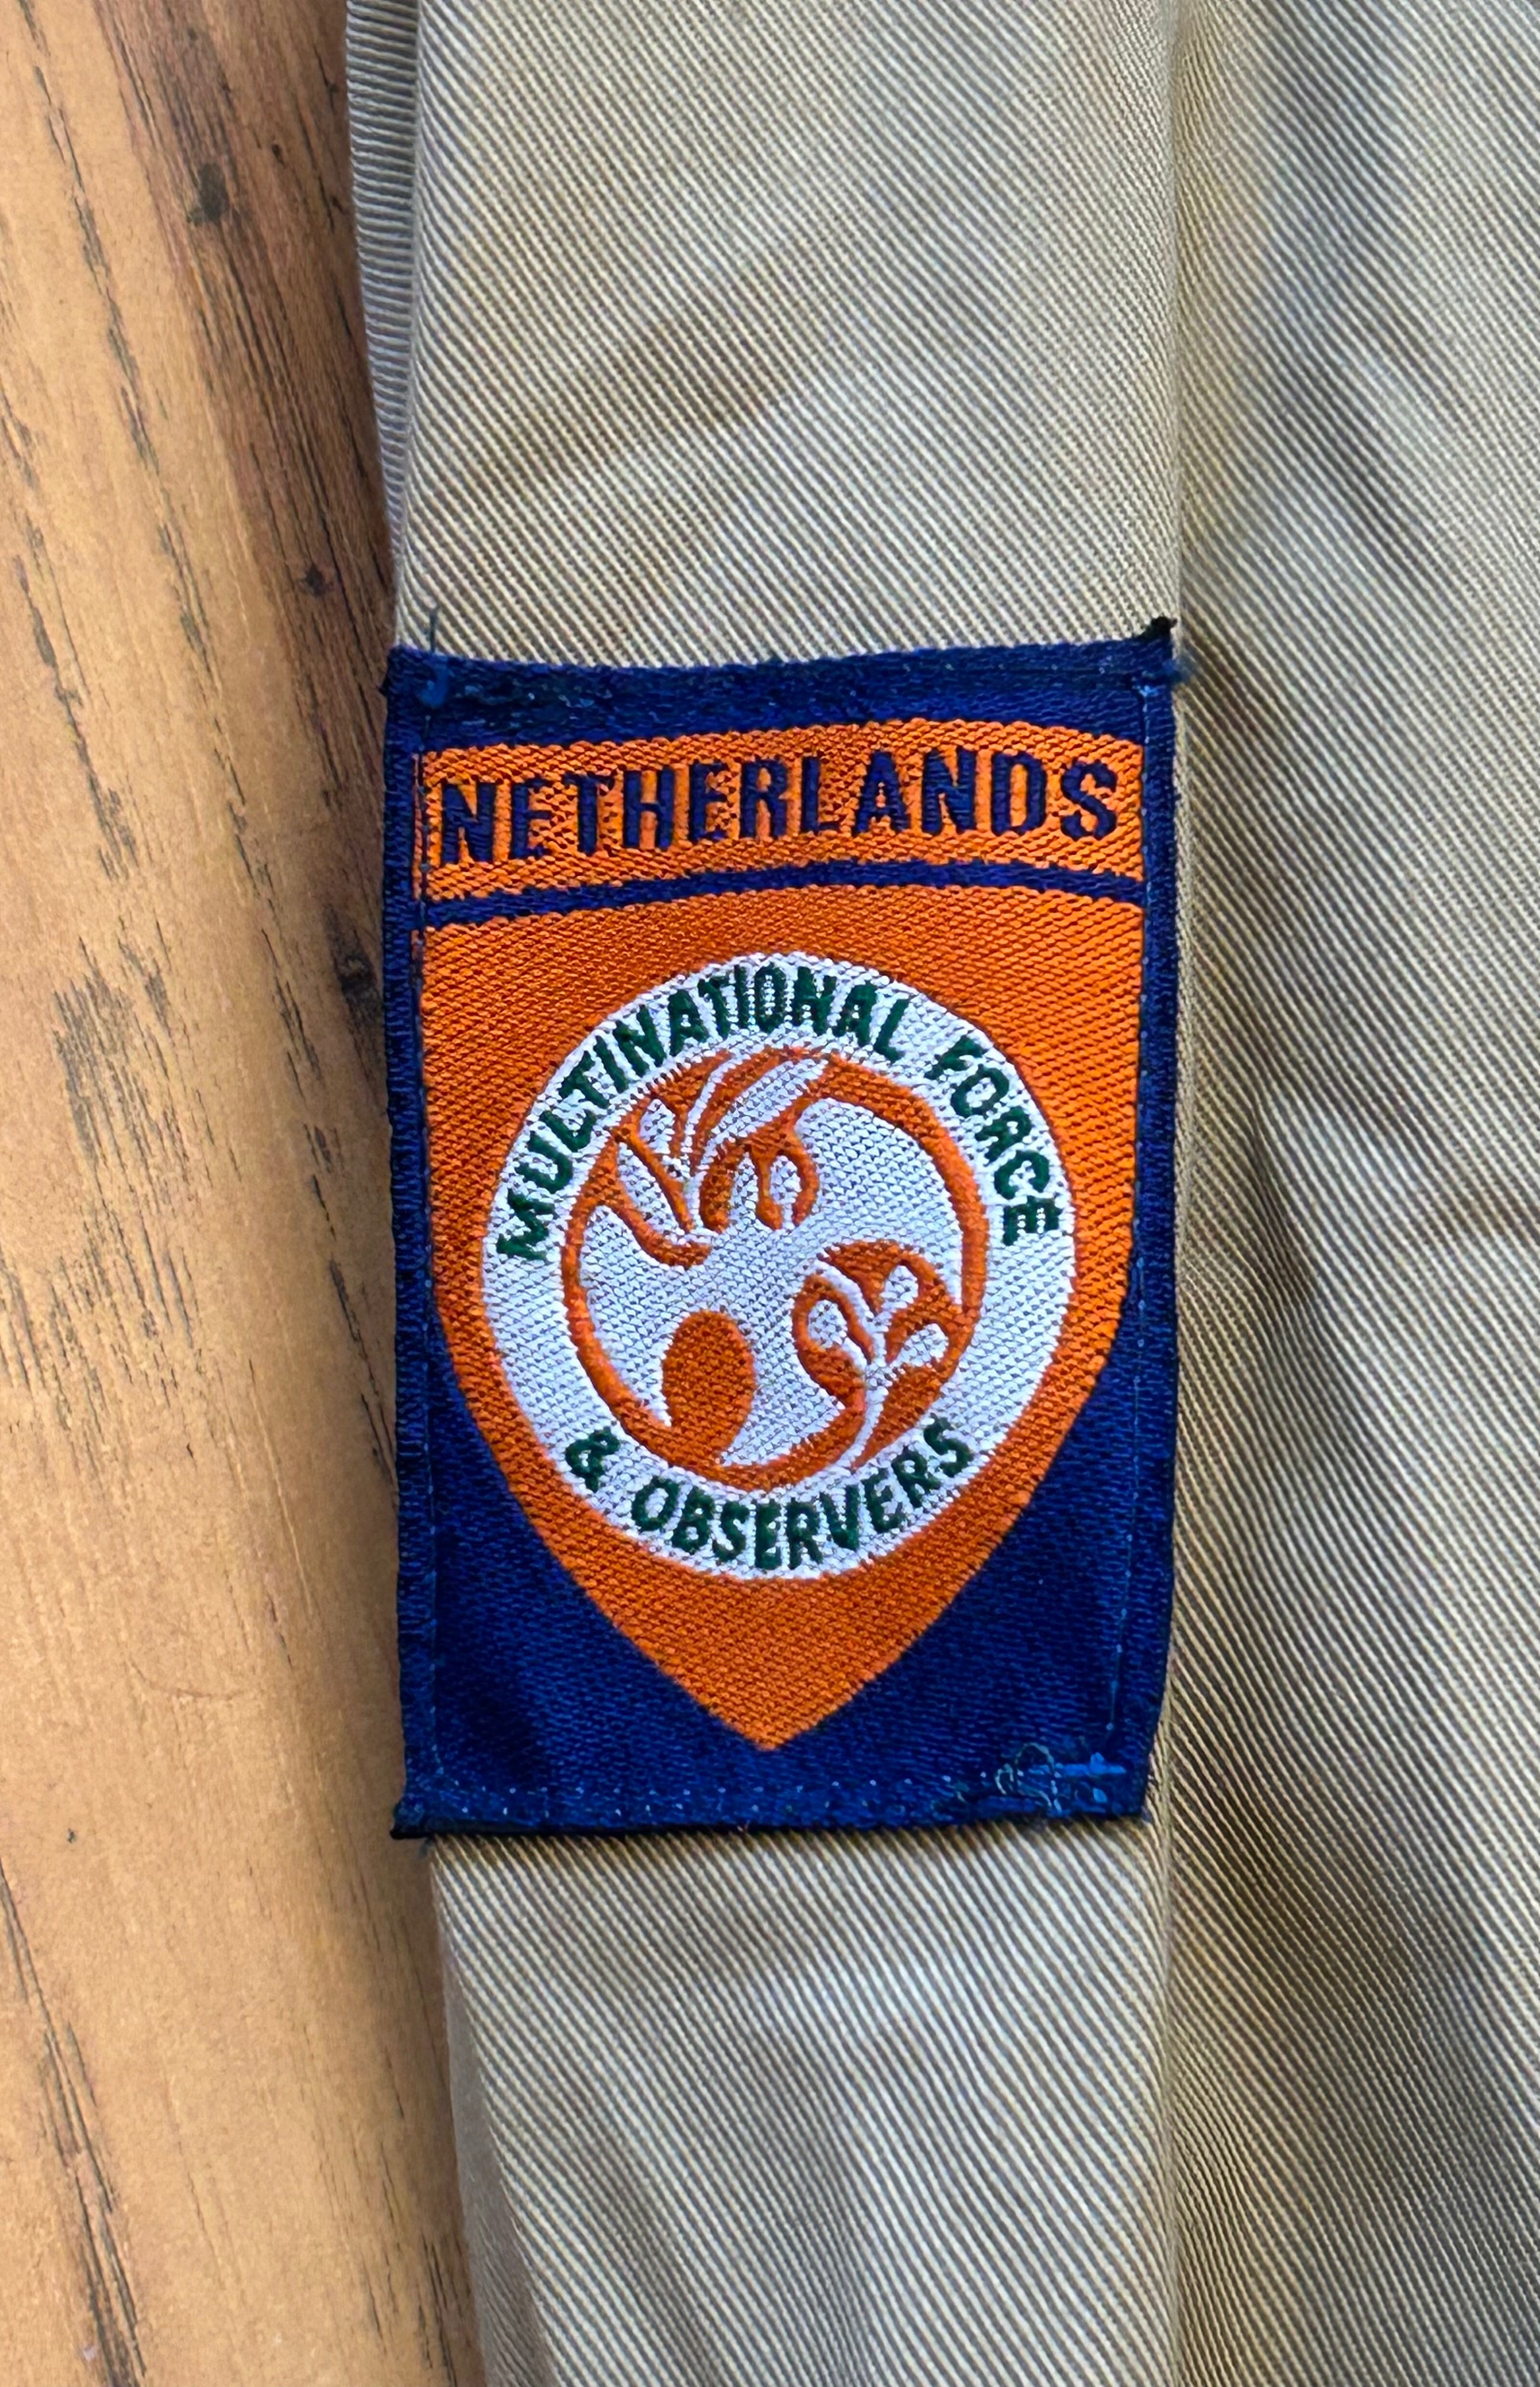 NETHERLANDS
MULTINATIONAL FORCE
& OBSERVERS